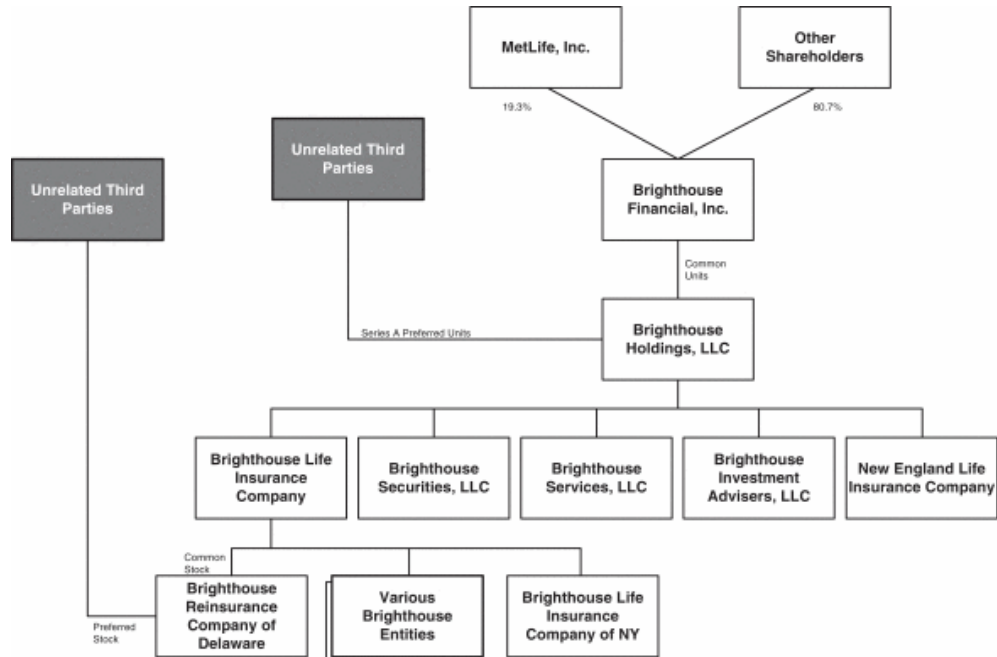 MetLife, Inc.
Other
Shareholders
19.3%
80.7%
Unrelated Third
Parties
Unrelated Third
Parties
Brighthouse
Financial, Inc.
Common
Units
Series A Preferred Units
Brighthouse
Holdings, LLC
Brighthouse Life
Insurance
Company
Brighthouse
Securities, LLC
Brighthouse
Services, LLC
Brighthouse
Investment
Advisers, LLC
New England Life
Insurance Company
Common
Stock
Brighthouse
Reinsurance
Company of
Delaware
Various
Brighthouse
Entities
Brighthouse Life
Insurance
Company of NY
Preferred
Stock